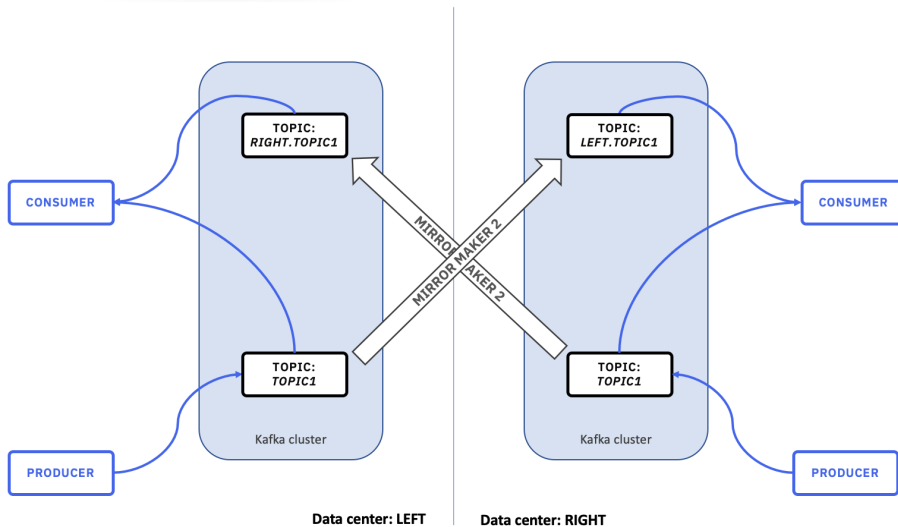 TOPIC:
RIGHT.TOPIC1
TOPIC:
LEFT.TOPIC1
CONSUMER
CONSUMER
MIRROR MAKER 2
MIRROR MAKER 2
TOPIC:
TOPIC1
TOPIC:
TOPIC1
Kafka cluster
Kafka cluster
PRODUCER
PRODUCER
Data center: LEFT
Data center: RIGHT